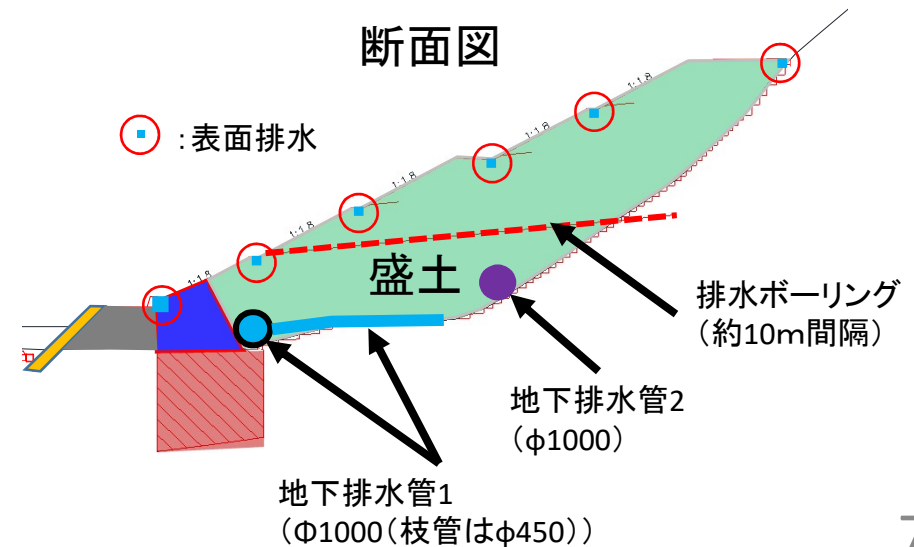 断面図
：表面排水
1:1.8
1:1.8
1:1.8
1:1.8
1:1.8
盛土
排水ボーリング
（約10ｍ間隔）
地下排水管2
（φ1000）
地下排水管1
（Φ1000（枝管はφ450））